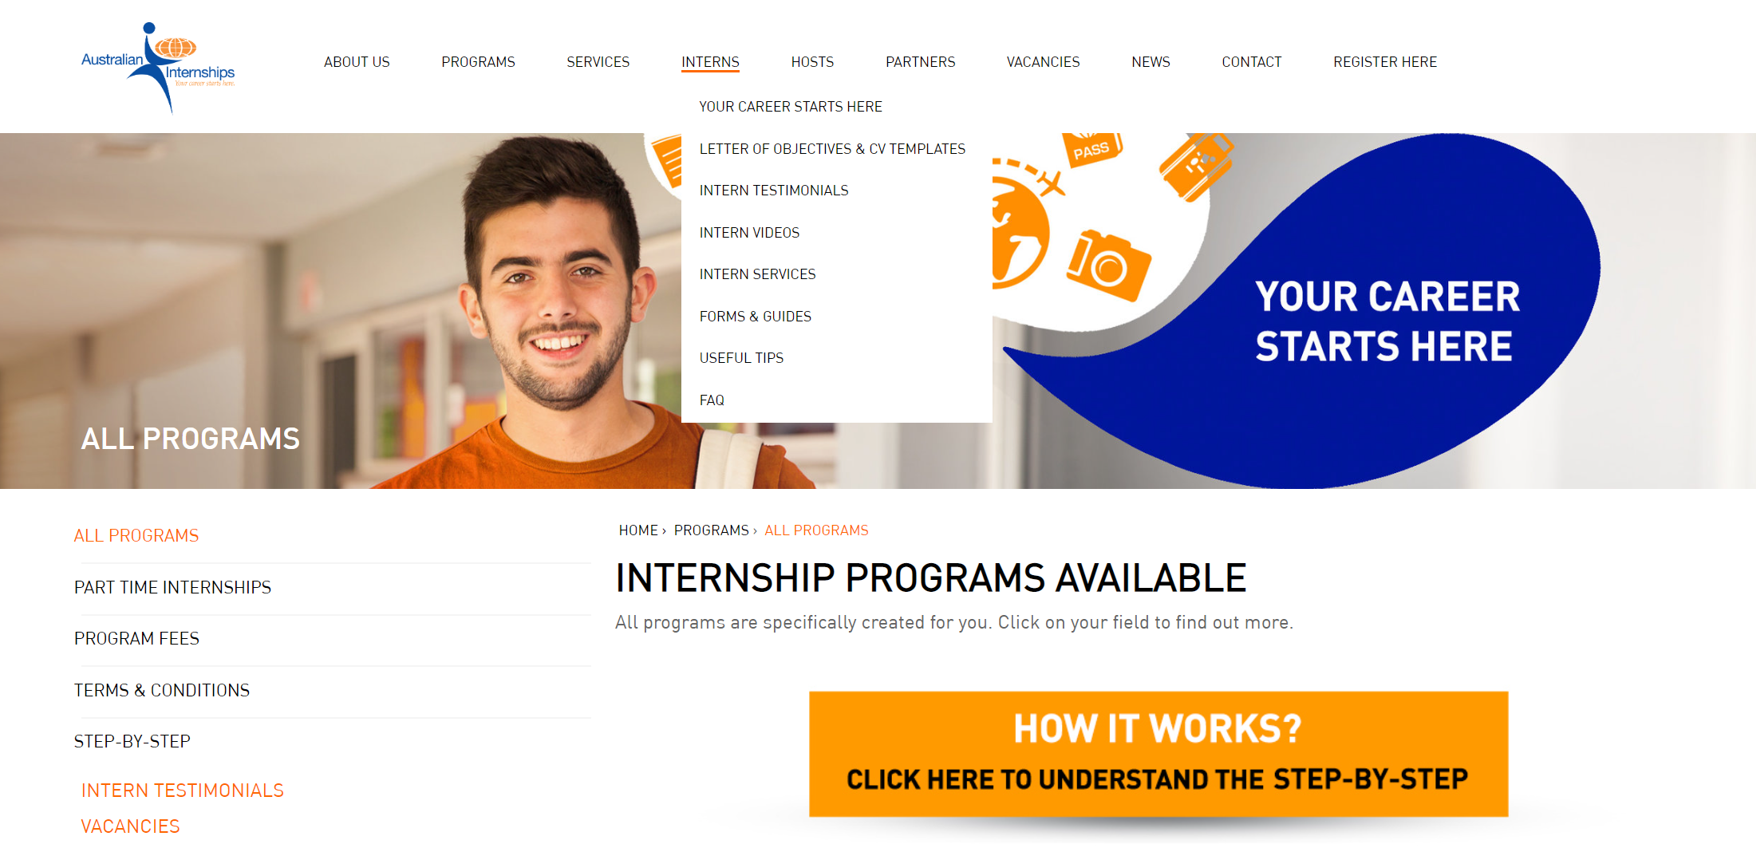 Australian
Internships
Your career starts here.
ABOUT US
PROGRAMS
SERVICES
INTERNS
HOSTS
PARTNERS
VACANCIES
NEWS
CONTACT
REGISTER HERE
YOUR CAREER STARTS HERE
LETTER OF OBJECTIVES & CV TEMPLATES
INTERN TESTIMONIALS
INTERN VIDEOS
INTERN SERVICES
FORMS & GUIDES
USEFUL TIPS
FAQ
PASS
YOUR CAREER
STARTS HERE
ALL PROGRAMS
ALL PROGRAMS
PART TIME INTERNSHIPS
PROGRAM FEES
TERMS & CONDITIONS
STEP-BY-STEP
INTERN TESTIMONIALS
VACANCIES
HOME › PROGRAMS › ALL PROGRAMS
INTERNSHIP PROGRAMS AVAILABLE
All programs are specifically created for you. Click on your field to find out more.
HOW IT WORKS?
CLICK HERE TO UNDERSTAND THE STEP-BY-STEP